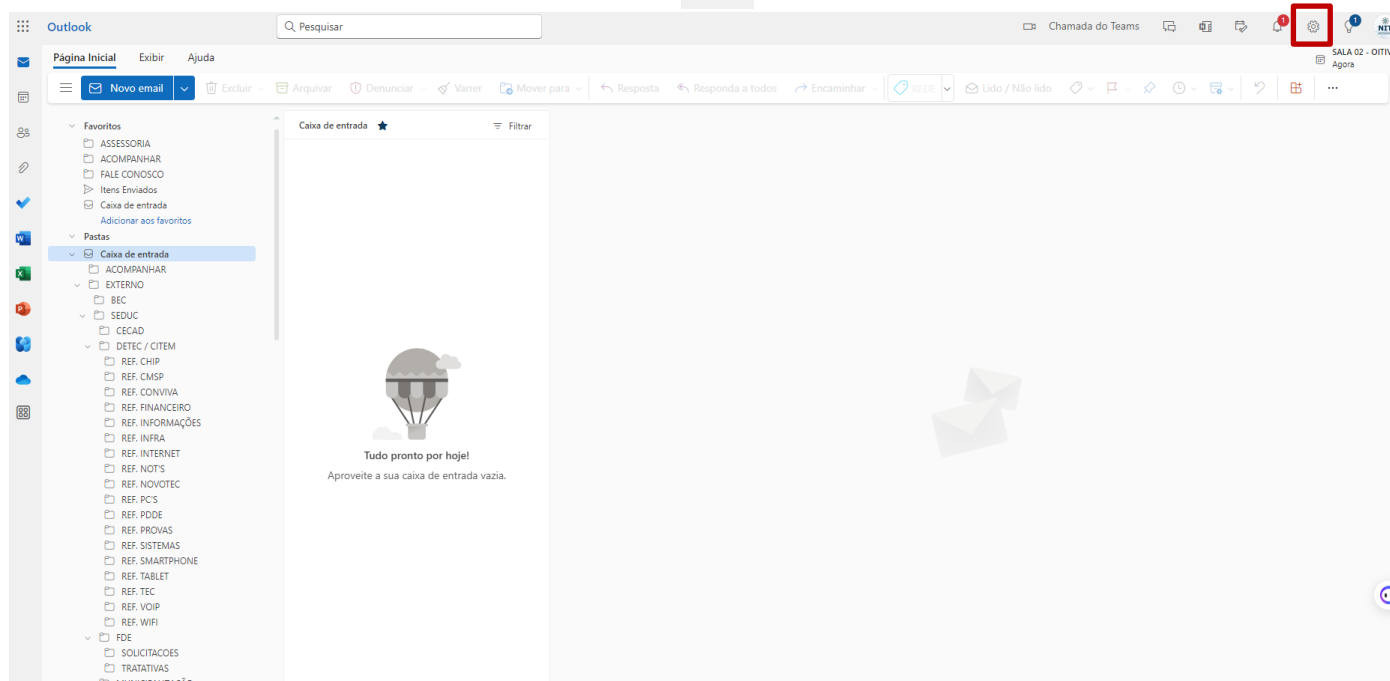 Outlook
Pesquisar
Chamada do Teams
1
1
NIT
Página Inicial Exibir Ajuda
SALA 02 - OITIV
Agora
Novo email Excluir Arquivar Denunciar Varrer Mover para Resposta Responda a todos Encaminhar REDE Lido / Não lido
Favoritos
ASSESSORIA
ACOMPANHAR
FALE CONOSCO
Itens Enviados
Caixa de entrada
Adicionar aos favoritos
Pastas
Caixa de entrada
ACOMPANHAR
EXTERNO
BEC
SEDUC
CECAD
DETEC / CITEM
REF. CHIP
REF. CMSP
REF. CONVIVA
REF. FINANCEIRO
REF. INFORMAÇÕES
REF. INFRA
REF. INTERNET
REF. NOT'S
REF. NOVOTEC
REF. PC'S
REF. PDDE
REF. PROVAS
REF. SISTEMAS
REF. SMARTPHONE
REF. TABLET
REF. TEC
REF. VOIP
REF. WIFI
FDE
SOLICITACOES
TRATATIVAS
Caixa de entrada Filtrar
Tudo pronto por hoje!
Aproveite a sua caixa de entrada vazia.